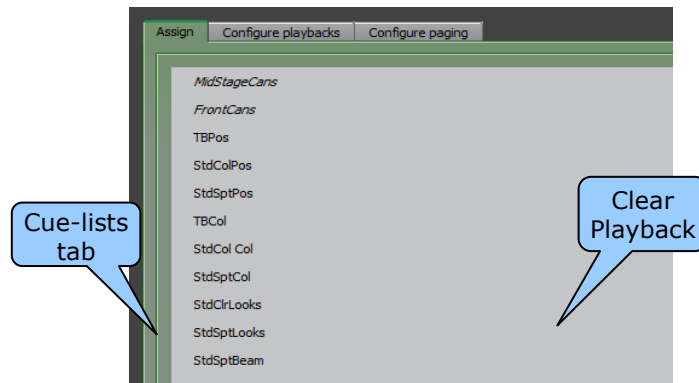 Assign Configure playbacks Configure paging
MidStageCans
FrontCans
TBPos
StdColPos
StdSptPos
TBCol
StdCol Col
StdSptCol
StdClrLooks
StdSptLooks
StdSptBeam
Cue-lists
tab
Clear
Playback